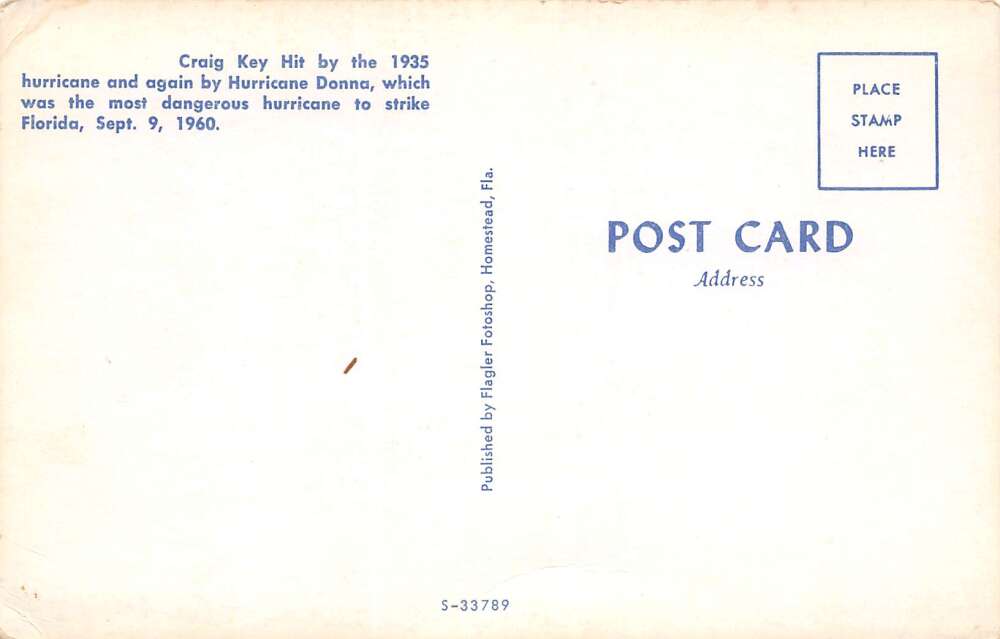 Craig Key Hit by the 1935
hurricane and again by Hurricane Donna, which
was the most dangerous hurricane to strike
Florida, Sept. 9, 1960.
Published by Flagler Fotoshop, Homestead, Fla.
PLACE
STAMP
HERE
POST CARD
Address
S-33789